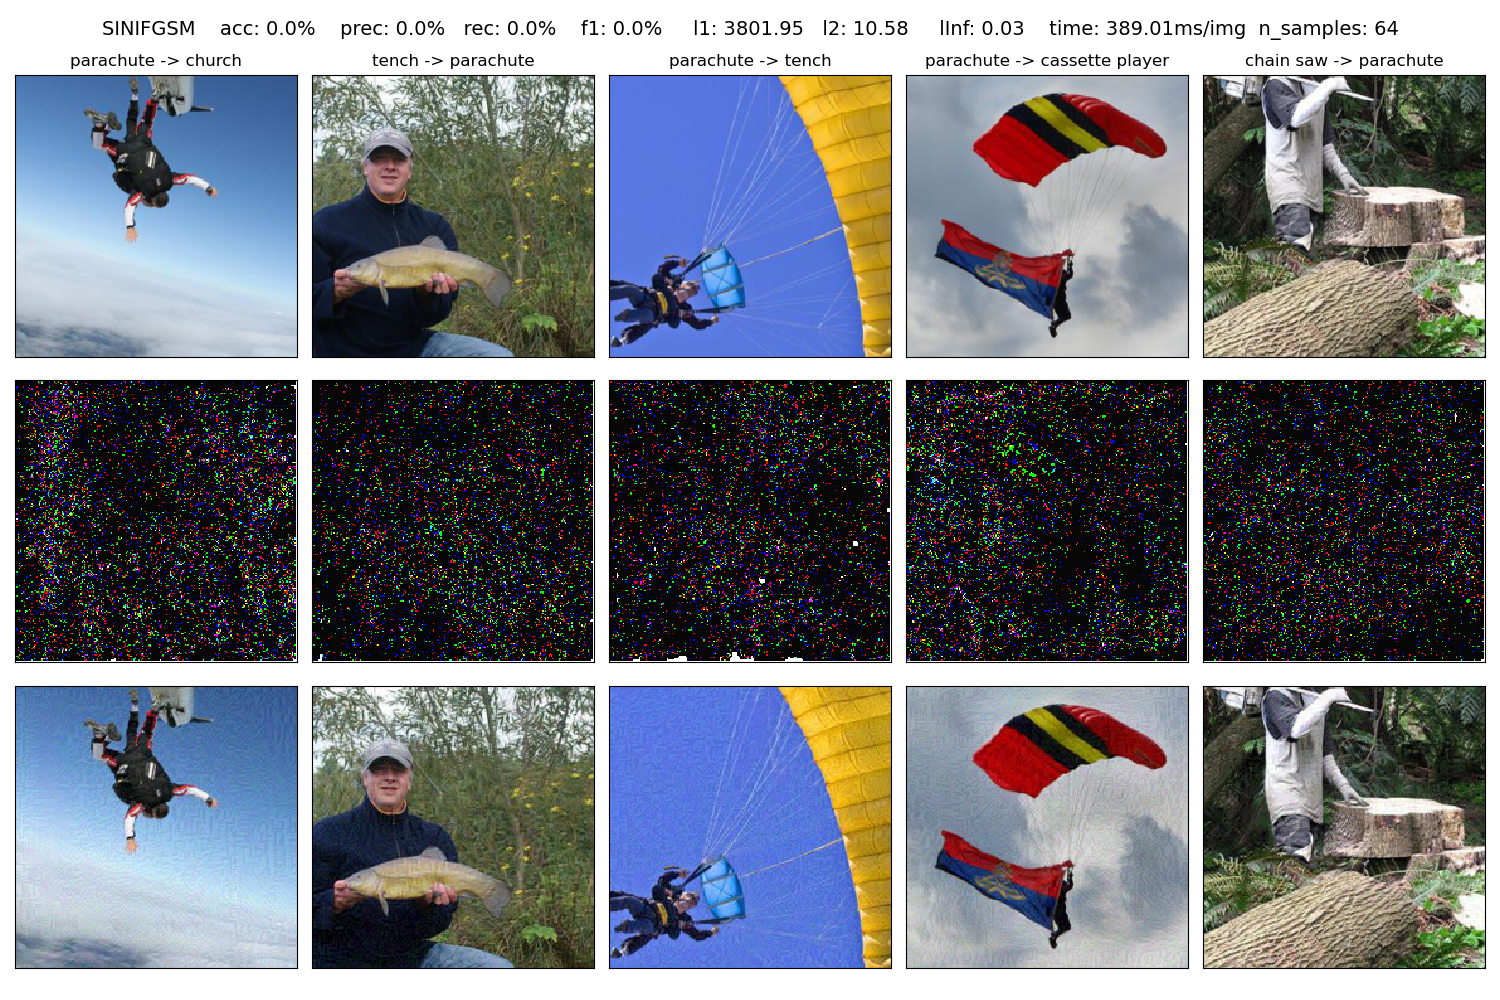 SINIFGSM acc: 0.0% prec: 0.0% rec: 0.0% f1: 0.0% l1: 3801.95 l2: 10.58 lInf: 0.03 time: 389.01ms/img n_samples: 64
parachute -> church
tench -> parachute
parachute -> tench
parachute -> cassette player
chain saw -> parachute